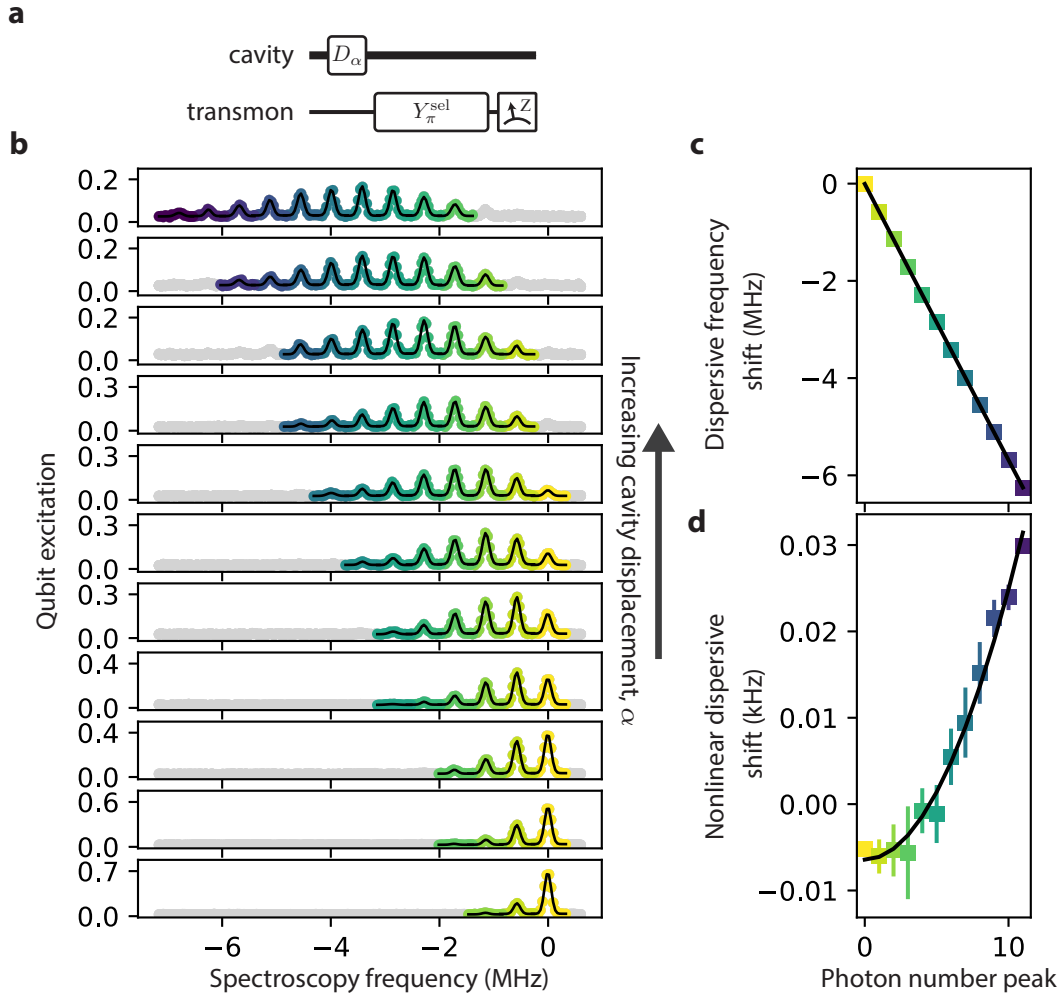 a
cavity
D_α
transmon
Y_π^sel
Z
b
0.2
0.0
0.2
0.0
0.2
0.0
0.3
0.0
0.3
0.0
0.3
0.0
0.3
0.0
0.4
0.0
0.4
0.0
0.6
0.0
0.7
0.0
−6
−4
−2
0
Qubit excitation
Spectroscopy frequency (MHz)
Increasing cavity displacement, α
c
0
−2
−4
−6
Dispersive frequency
shift (MHz)
d
0.03
0.02
0.01
0.00
−0.01
Nonlinear dispersive
shift (kHz)
0
10
Photon number peak